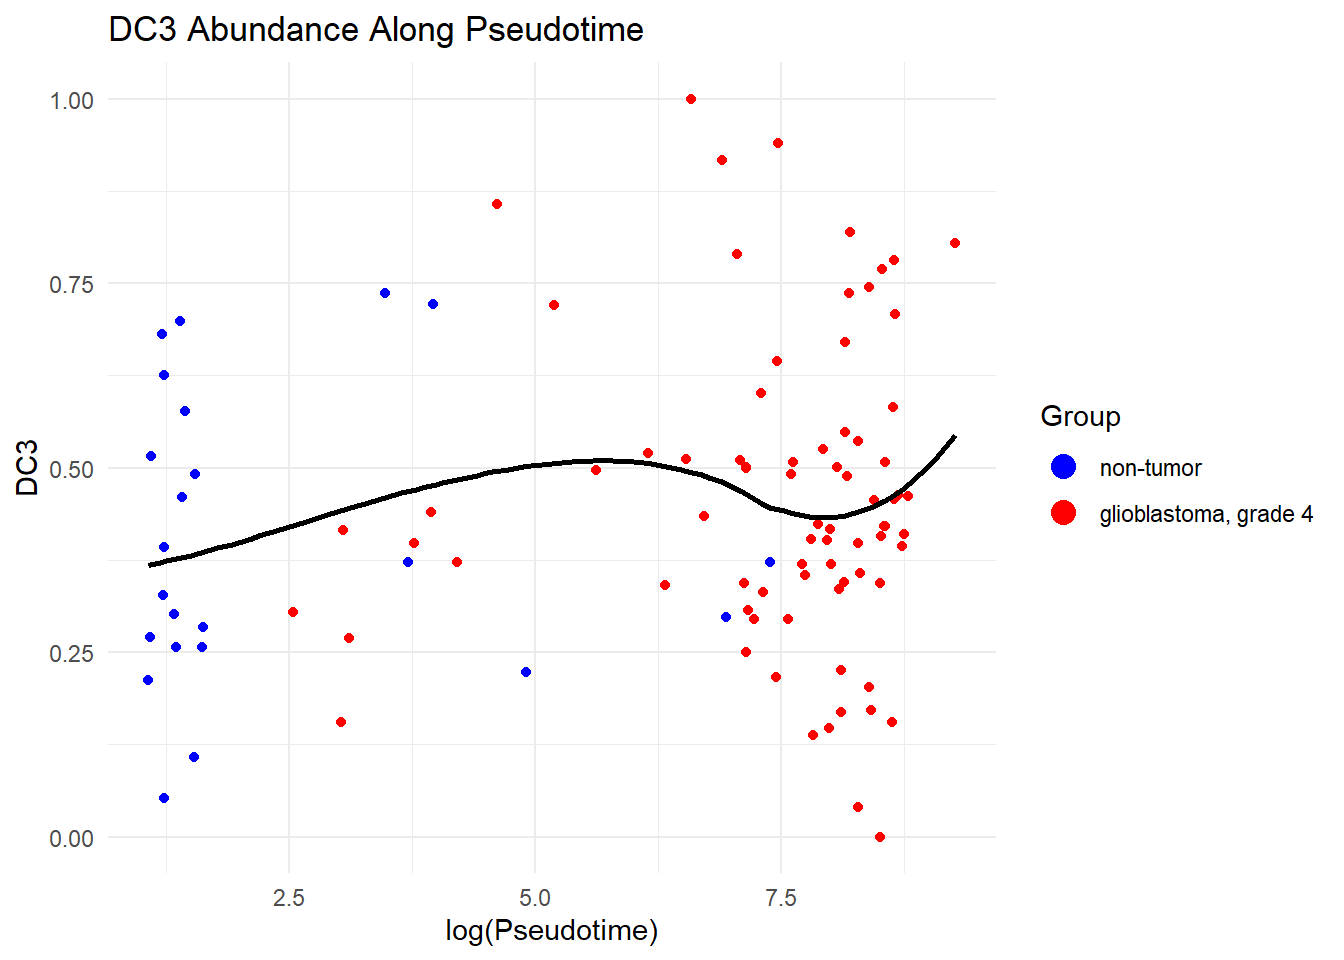 DC3 Abundance Along Pseudotime
1.00
0.75
0.50
0.25
0.00
DC3
2.5 5.0 7.5
log(Pseudotime)
Group
non-tumor
glioblastoma, grade 4